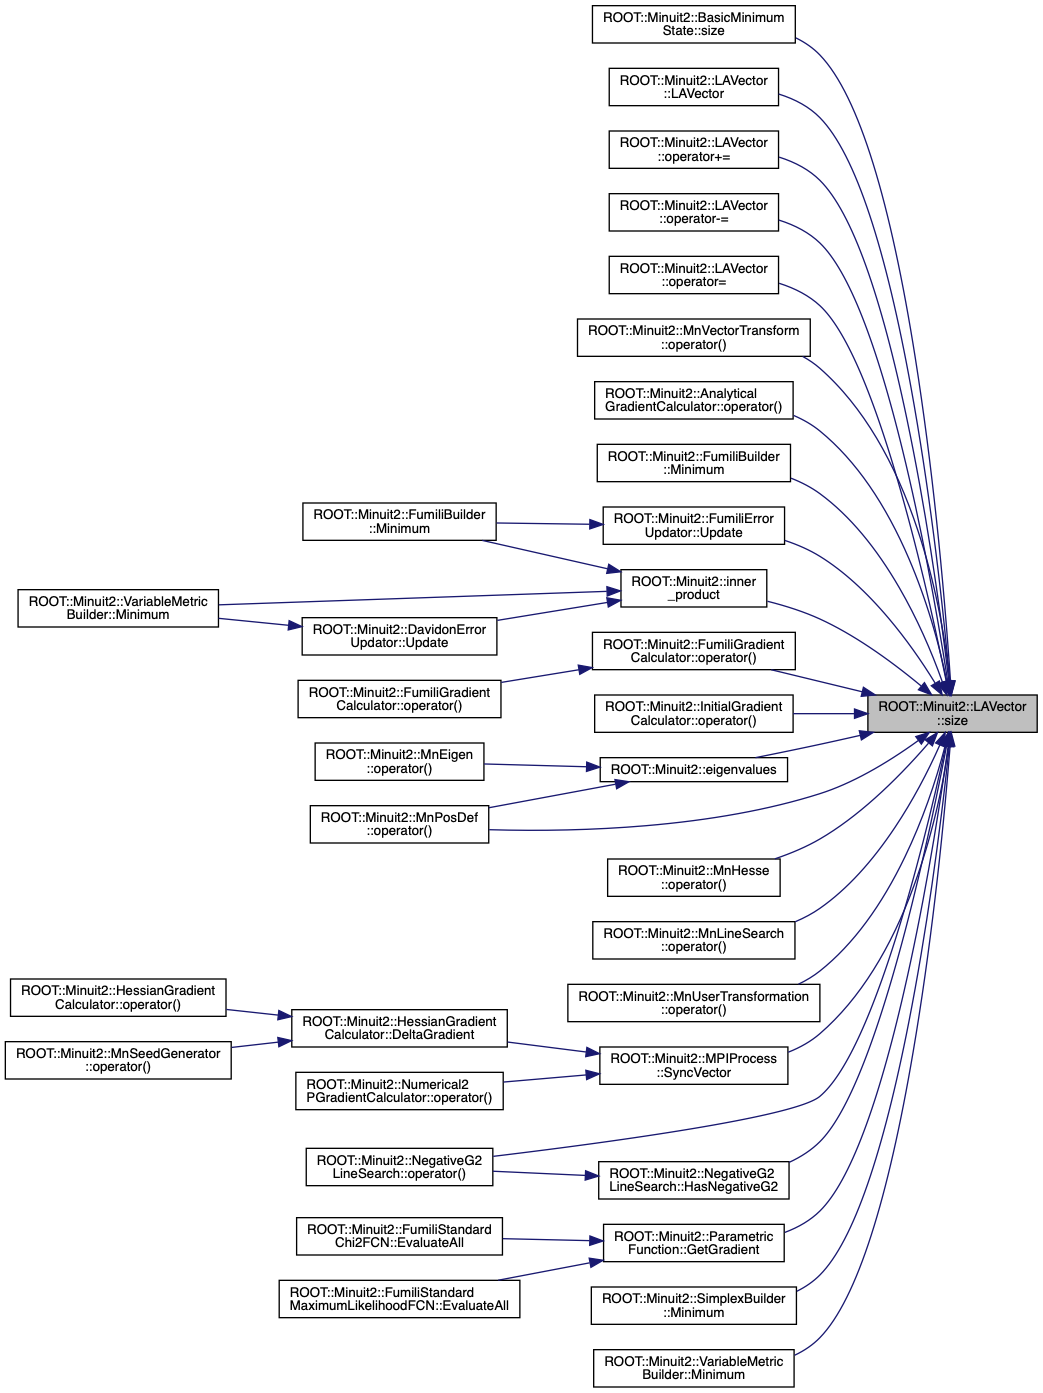 ROOT::Minuit2::BasicMinimum
State::size
ROOT::Minuit2::LAVector
::LAVector
ROOT::Minuit2::LAVector
::operator+=
ROOT::Minuit2::LAVector
::operator-=
ROOT::Minuit2::LAVector
::operator=
ROOT::Minuit2::MnVectorTransform
::operator()
ROOT::Minuit2::Analytical
GradientCalculator::operator()
ROOT::Minuit2::FumiliBuilder
::Minimum
ROOT::Minuit2::FumiliBuilder
::Minimum
ROOT::Minuit2::FumiliError
Updator::Update
ROOT::Minuit2::inner
_product
ROOT::Minuit2::VariableMetric
Builder::Minimum
ROOT::Minuit2::DavidonError
Updator::Update
ROOT::Minuit2::FumiliGradient
Calculator::operator()
ROOT::Minuit2::FumiliGradient
Calculator::operator()
ROOT::Minuit2::InitialGradient
Calculator::operator()
ROOT::Minuit2::LAVector
::size
ROOT::Minuit2::MnEigen
::operator()
ROOT::Minuit2::eigenvalues
ROOT::Minuit2::MnPosDef
::operator()
ROOT::Minuit2::MnHesse
::operator()
ROOT::Minuit2::MnLineSearch
::operator()
ROOT::Minuit2::MnUserTransformation
::operator()
ROOT::Minuit2::HessianGradient
Calculator::operator()
ROOT::Minuit2::HessianGradient
Calculator::DeltaGradient
ROOT::Minuit2::MnSeedGenerator
::operator()
ROOT::Minuit2::MPIProcess
::SyncVector
ROOT::Minuit2::Numerical2
PGradientCalculator::operator()
ROOT::Minuit2::NegativeG2
LineSearch::operator()
ROOT::Minuit2::NegativeG2
LineSearch::HasNegativeG2
ROOT::Minuit2::FumiliStandard
Chi2FCN::EvaluateAll
ROOT::Minuit2::Parametric
Function::GetGradient
ROOT::Minuit2::FumiliStandard
MaximumLikelihoodFCN::EvaluateAll
ROOT::Minuit2::SimplexBuilder
::Minimum
ROOT::Minuit2::VariableMetric
Builder::Minimum